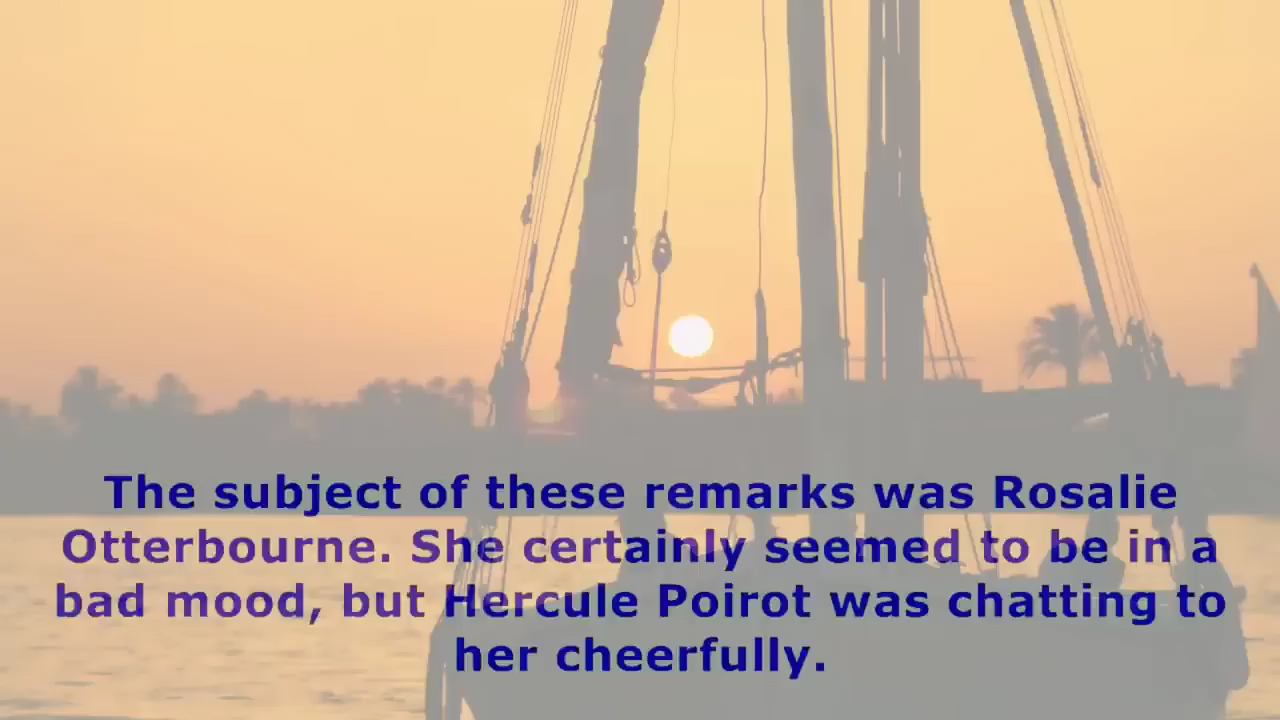 The subject of these remarks was Rosalie
Otterbourne. She certainly seemed to be in a
bad mood, but Hercule Poirot was chatting to
her cheerfully.